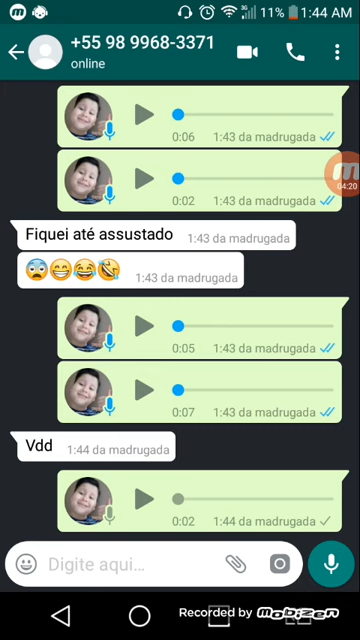 3G 11% 1:44 AM
+55 98 9968-3371
online
0:06 1:43 da madrugada
0:02 1:43 da madrugada
04:20
Fiquei até assustado 1:43 da madrugada
😨😁😂🤣 1:43 da madrugada
0:05 1:43 da madrugada
0:07 1:43 da madrugada
Vdd 1:44 da madrugada
0:02 1:44 da madrugada
Digite aqui...
Recorded by Mobizen